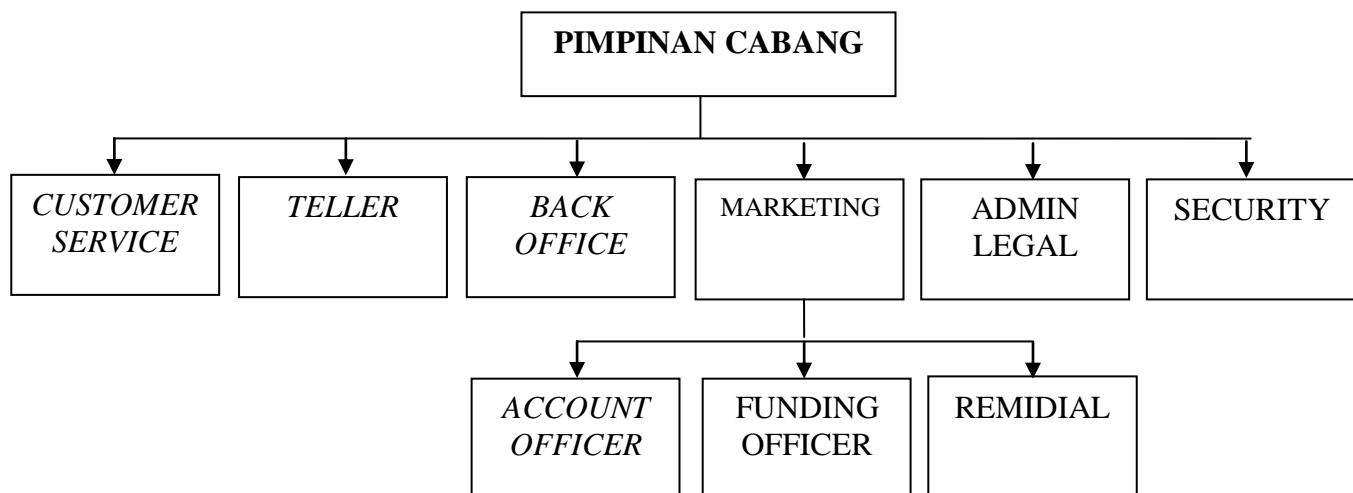 PIMPINAN CABANG
CUSTOMER
SERVICE
TELLER
BACK
OFFICE
MARKETING
ADMIN
LEGAL
SECURITY
ACCOUNT
OFFICER
FUNDING
OFFICER
REMIDIAL